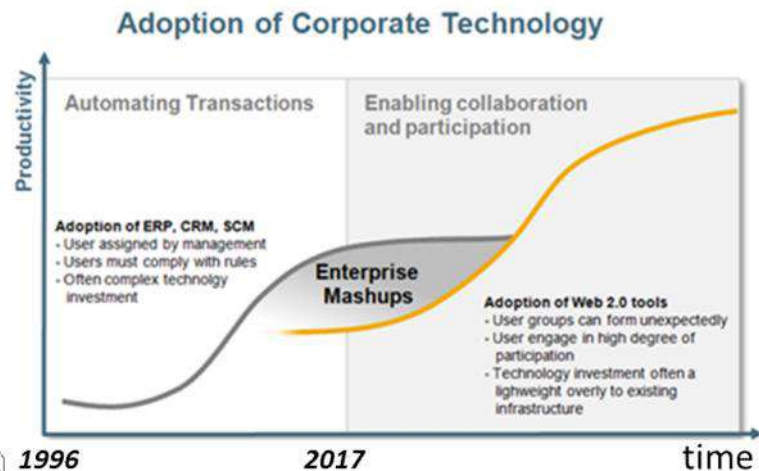 Adoption of Corporate Technology
Productivity
Automating Transactions
Enabling collaboration
and participation
Adoption of ERP, CRM, SCM
- User assigned by management
- Users must comply with rules
- Often complex technolgy
investment
Enterprise
Mashups
Adoption of Web 2.0 tools
- User groups can form unexpectedly
- User engage in high degree of
participation
- Technology investment often a
lighweight overly to existing
infrastructure
1996
2017
time